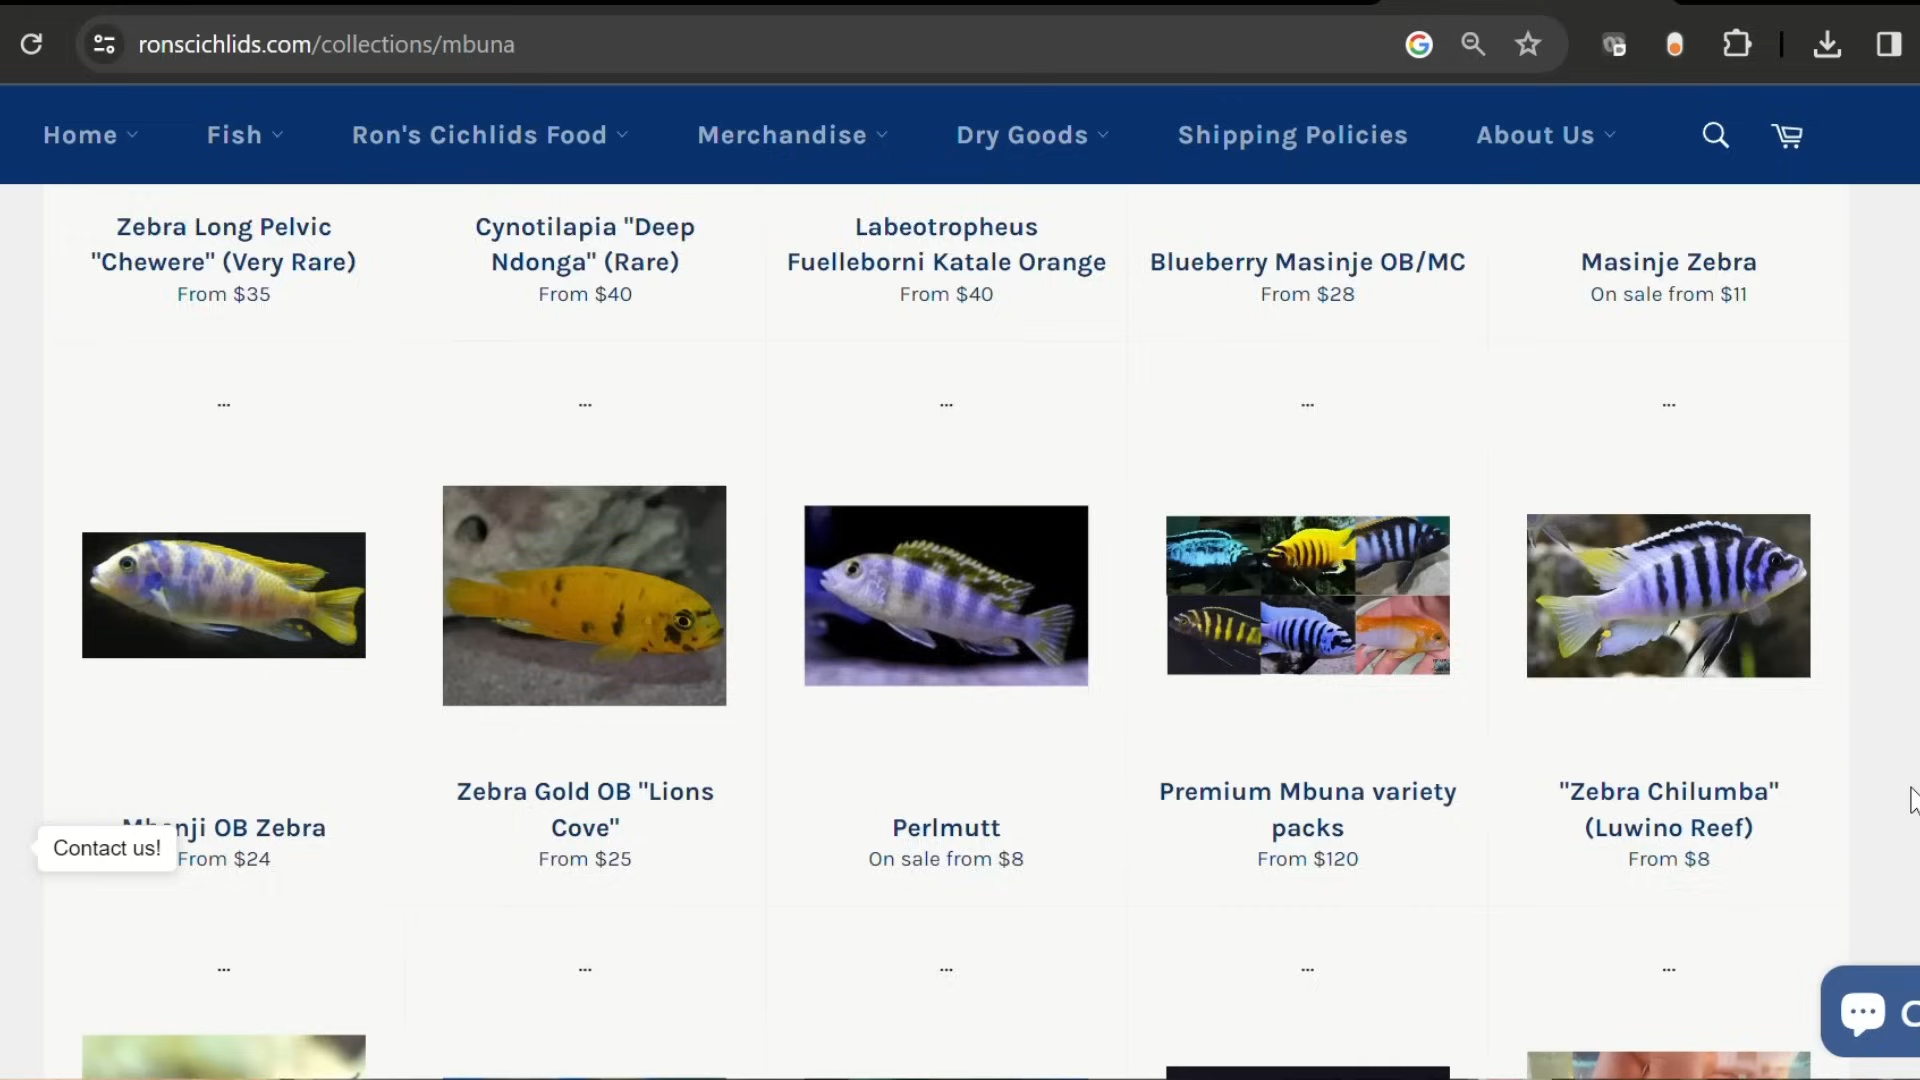 ronscichlids.com/collections/mbuna
Home
Fish
Ron's Cichlids Food
Merchandise
Dry Goods
Shipping Policies
About Us
Zebra Long Pelvic
"Chewere" (Very Rare)
From $35
Cynotilapia "Deep
Ndonga" (Rare)
From $40
Labeotropheus
Fuelleborni Katale Orange
From $40
Blueberry Masinje OB/MC
From $28
Masinje Zebra
On sale from $11
...
...
...
...
...
OB Zebra
From $24
Zebra Gold OB "Lions
Cove"
From $25
Perlmutt
On sale from $8
Premium Mbuna variety
packs
From $120
"Zebra Chilumba"
(Luwino Reef)
From $8
Contact us!
...
...
...
...
...